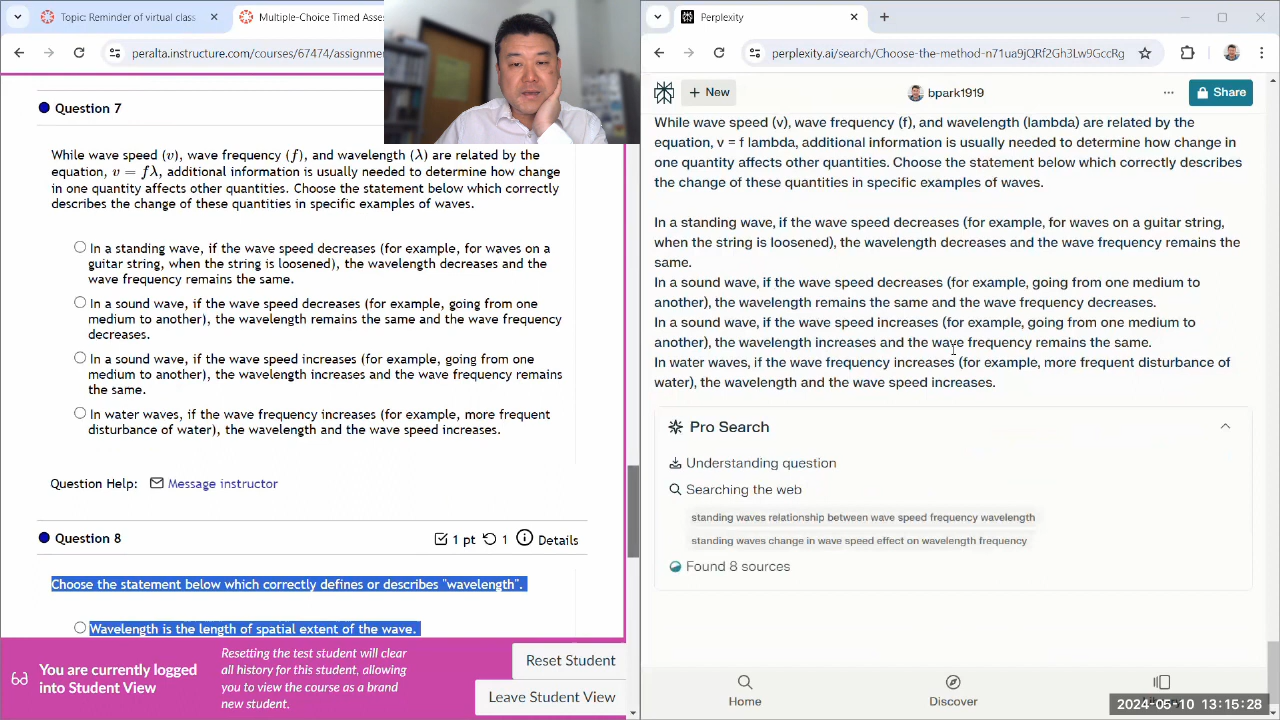 Topic: Reminder of virtual class
Multiple-Choice Timed Asse
peralta.instructure.com/courses/67474/assignme
Question 7
While wave speed (v), wave frequency (f), and wavelength (λ) are related by the
equation, v = fλ, additional information is usually needed to determine how change
in one quantity affects other quantities. Choose the statement below which correctly
describes the change of these quantities in specific examples of waves.
In a standing wave, if the wave speed decreases (for example, for waves on a
guitar string, when the string is loosened), the wavelength decreases and the
wave frequency remains the same.
In a sound wave, if the wave speed decreases (for example, going from one
medium to another), the wavelength remains the same and the wave frequency
decreases.
In a sound wave, if the wave speed increases (for example, going from one
medium to another), the wavelength increases and the wave frequency remains
the same.
In water waves, if the wave frequency increases (for example, more frequent
disturbance of water), the wavelength and the wave speed increases.
Question Help: Message instructor
Question 8
1 pt 1 Details
Choose the statement below which correctly defines or describes "wavelength".
Wavelength is the length of spatial extent of the wave.
You are currently logged
into Student View
Resetting the test student will clear
all history for this student, allowing
you to view the course as a brand
new student.
Reset Student
Leave Student View
Perplexity
perplexity.ai/search/Choose-the-method-n71ua9jQRf2Gh3LvBGccRg
New
bpark1919
Share
While wave speed (v), wave frequency (f), and wavelength (lambda) are related by the
equation, v = f lambda, additional information is usually needed to determine how change in
one quantity affects other quantities. Choose the statement below which correctly describes
the change of these quantities in specific examples of waves.
In a standing wave, if the wave speed decreases (for example, for waves on a guitar string,
when the string is loosened), the wavelength decreases and the wave frequency remains the
same.
In a sound wave, if the wave speed decreases (for example, going from one medium to
another), the wavelength remains the same and the wave frequency decreases.
In a sound wave, if the wave speed increases (for example, going from one medium to
another), the wavelength increases and the wave frequency remains the same.
In water waves, if the wave frequency increases (for example, more frequent disturbance of
water), the wavelength and the wave speed increases.
Pro Search
Understanding question
Searching the web
standing waves relationship between wave speed frequency wavelength
standing waves change in wave speed effect on wavelength frequency
Found 8 sources
Home
Discover
2024-05-10 13:15:28